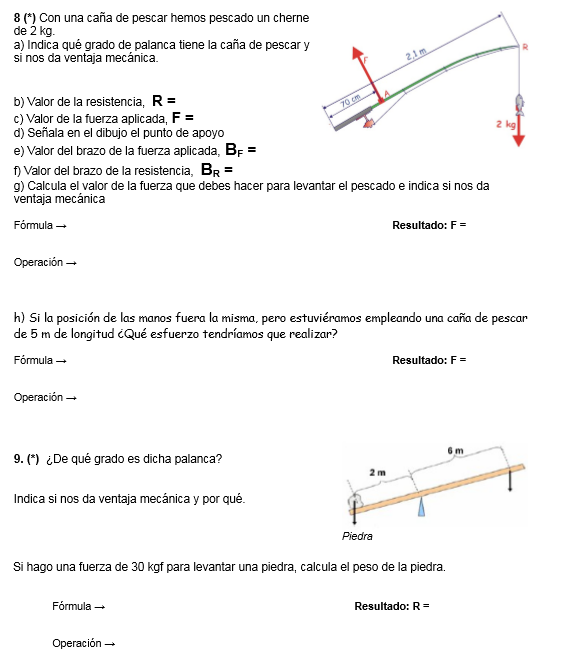 8 (*) Con una caña de pescar hemos pescado un cherne
de 2 kg.
a) Indica qué grado de palanca tiene la caña de pescar y
si nos da ventaja mecánica.
F
2,1 m
R
70 cm
A
2 kg
b) Valor de la resistencia, R =
c) Valor de la fuerza aplicada, F =
d) Señala en el dibujo el punto de apoyo
e) Valor del brazo de la fuerza aplicada, BF =
f) Valor del brazo de la resistencia, BR =
g) Calcula el valor de la fuerza que debes hacer para levantar el pescado e indica si nos da
ventaja mecánica
Fórmula → Resultado: F =
Operación →
h) Si la posición de las manos fuera la misma, pero estuviéramos empleando una caña de pescar
de 5 m de longitud ¿Qué esfuerzo tendríamos que realizar?
Fórmula → Resultado: F =
Operación →
9. (*) ¿De qué grado es dicha palanca?
6 m
2 m
Indica si nos da ventaja mecánica y por qué.
Piedra
Si hago una fuerza de 30 kgf para levantar una piedra, calcula el peso de la piedra.
Fórmula → Resultado: R =
Operación →